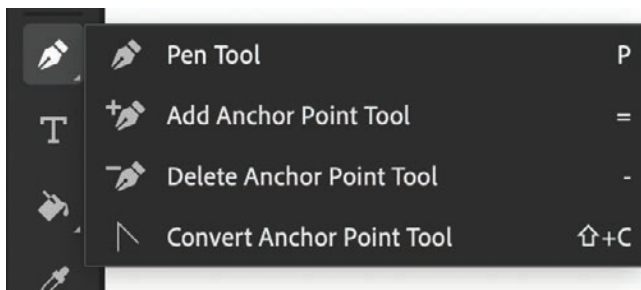 Pen Tool P
Add Anchor Point Tool =
Delete Anchor Point Tool -
Convert Anchor Point Tool ⇧+C